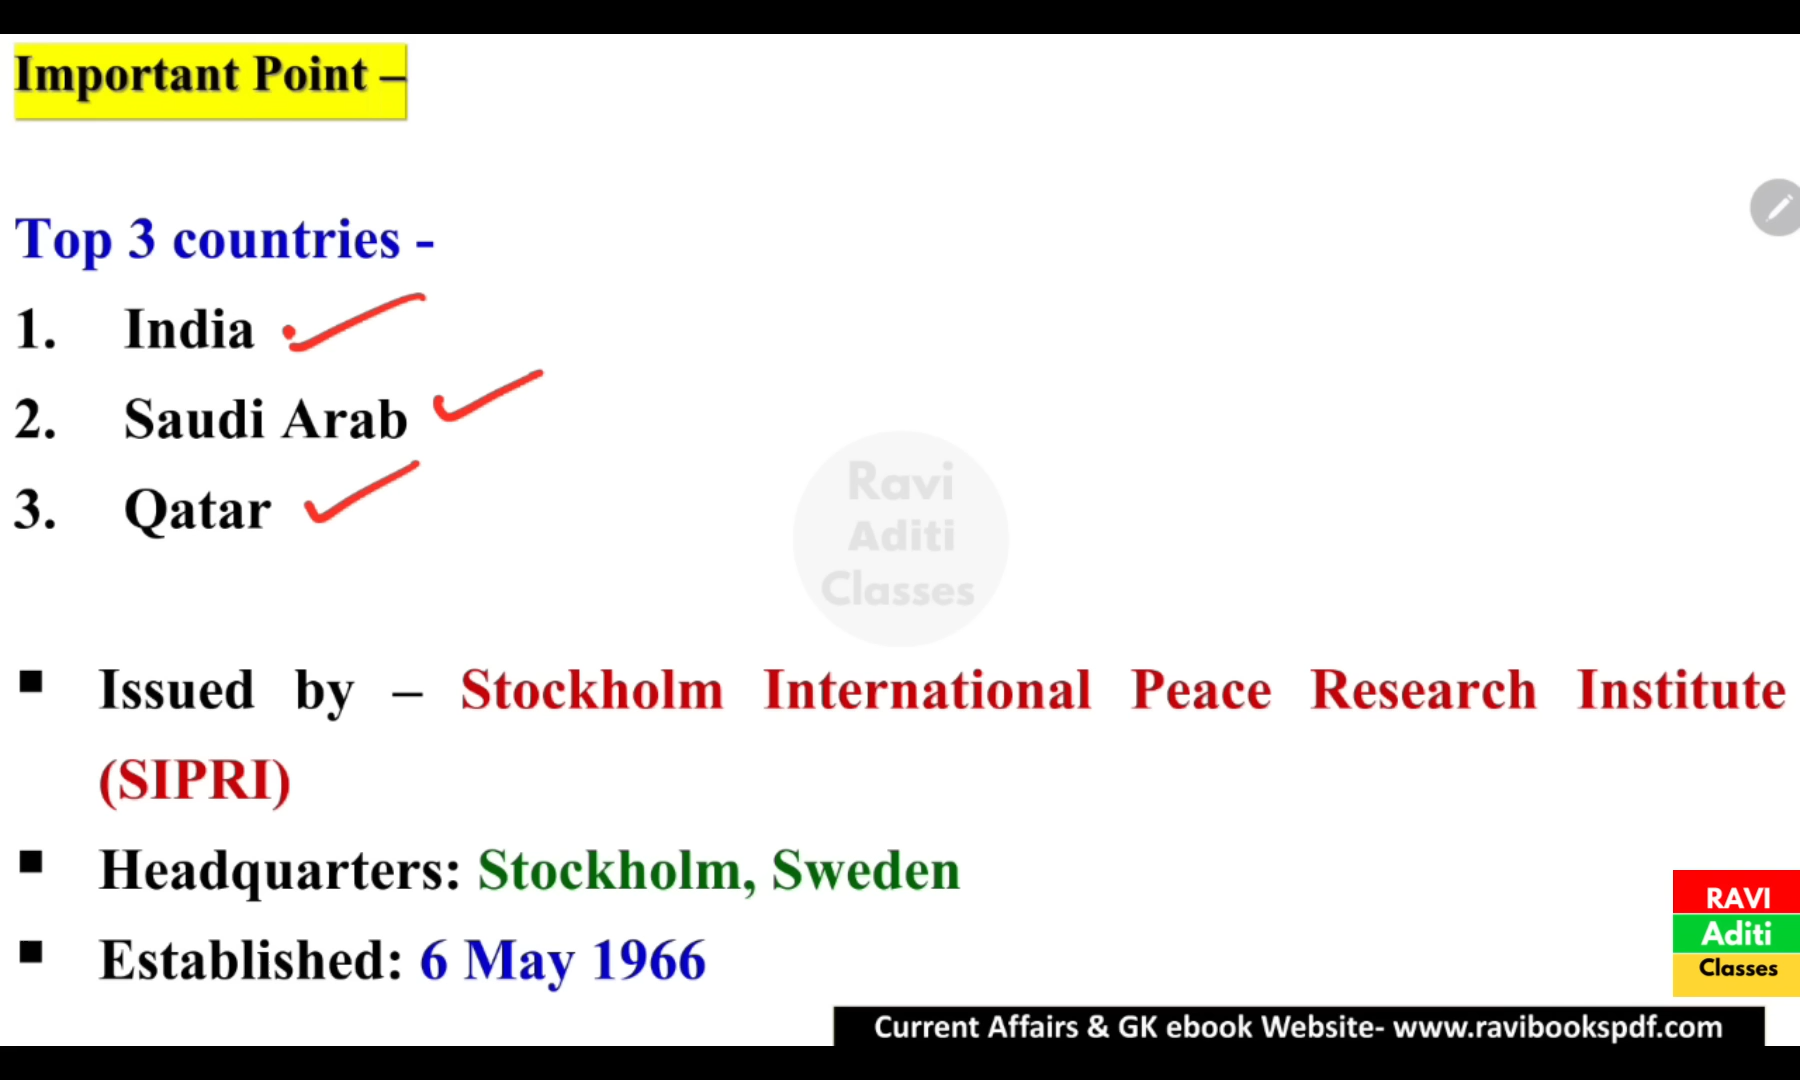 Important Point –
Top 3 countries -
1. India
2. Saudi Arab
3. Qatar
Ravi
Aditi
Classes
▪ Issued by – Stockholm International Peace Research Institute
(SIPRI)
▪ Headquarters: Stockholm, Sweden
▪ Established: 6 May 1966
RAVI
Aditi
Classes
Current Affairs & GK ebook Website- www.ravibookspdf.com